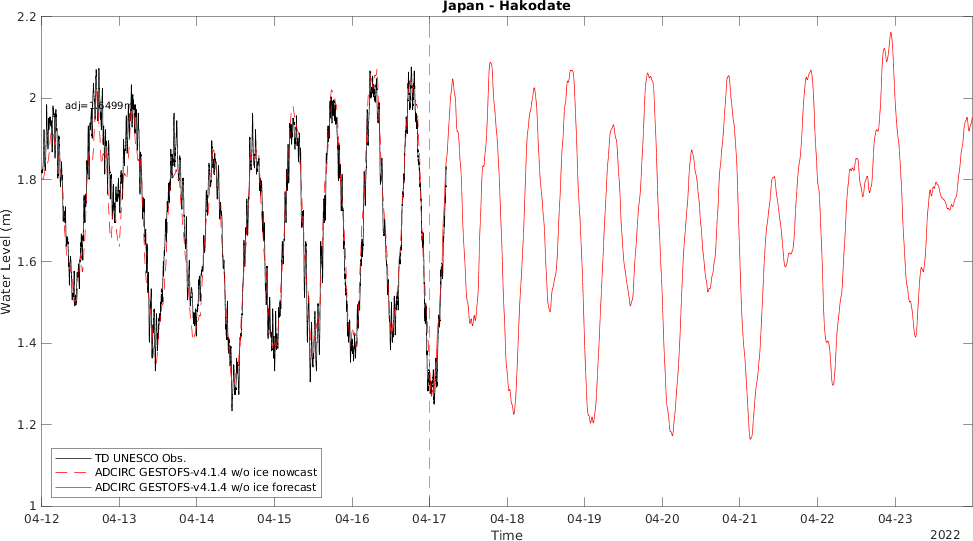 Japan - Hakodate
2.2
2
1.8
1.6
1.4
1.2
1
Water Level (m)
adj=1.6499m
TD UNESCO Obs.
ADCIRC GESTOFS-v4.1.4 w/o ice nowcast
ADCIRC GESTOFS-v4.1.4 w/o ice forecast
04-12 04-13 04-14 04-15 04-16 04-17 04-18 04-19 04-20 04-21 04-22 04-23
Time
2022